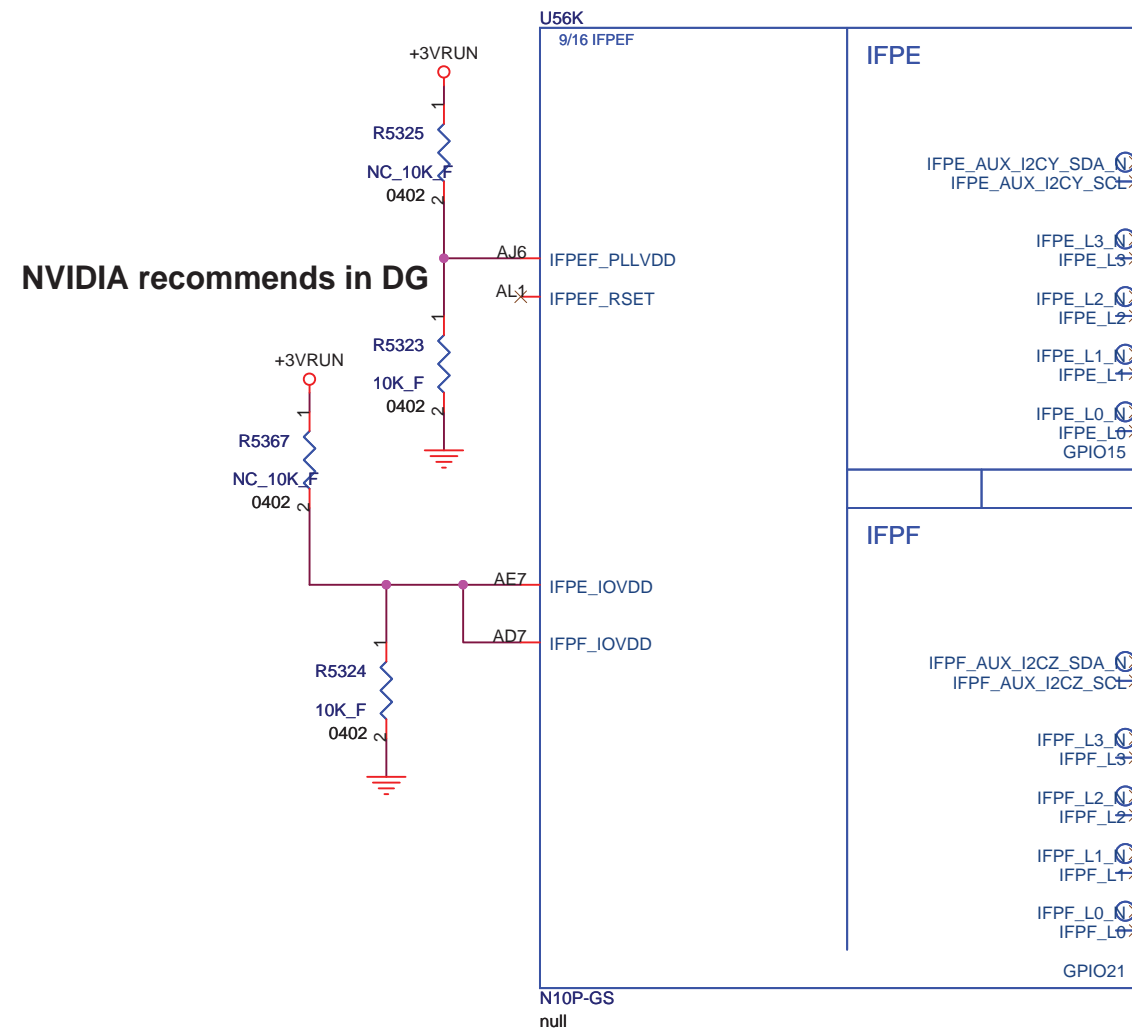 U56K
9/16 IFPEF
IFPE
+3VRUN
1
R5325
NC_10K_F
0402
2
IFPE_AUX_I2CY_SDA_N
IFPE_AUX_I2CY_SCL
NVIDIA recommends in DG
AJ6
IFPEF_PLLVDD
AL1
IFPEF_RSET
IFPE_L3_N
IFPE_L3
IFPE_L2_N
IFPE_L2
1
R5323
10K_F
0402
2
IFPE_L1_N
IFPE_L1
IFPE_L0_N
IFPE_L0
GPIO15
+3VRUN
1
R5367
NC_10K_F
0402
2
IFPF
AE7
IFPE_IOVDD
AD7
IFPF_IOVDD
1
R5324
10K_F
0402
2
IFPF_AUX_I2CZ_SDA_N
IFPF_AUX_I2CZ_SCL
IFPF_L3_N
IFPF_L3
IFPF_L2_N
IFPF_L2
IFPF_L1_N
IFPF_L1
IFPF_L0_N
IFPF_L0
GPIO21
N10P-GS
null